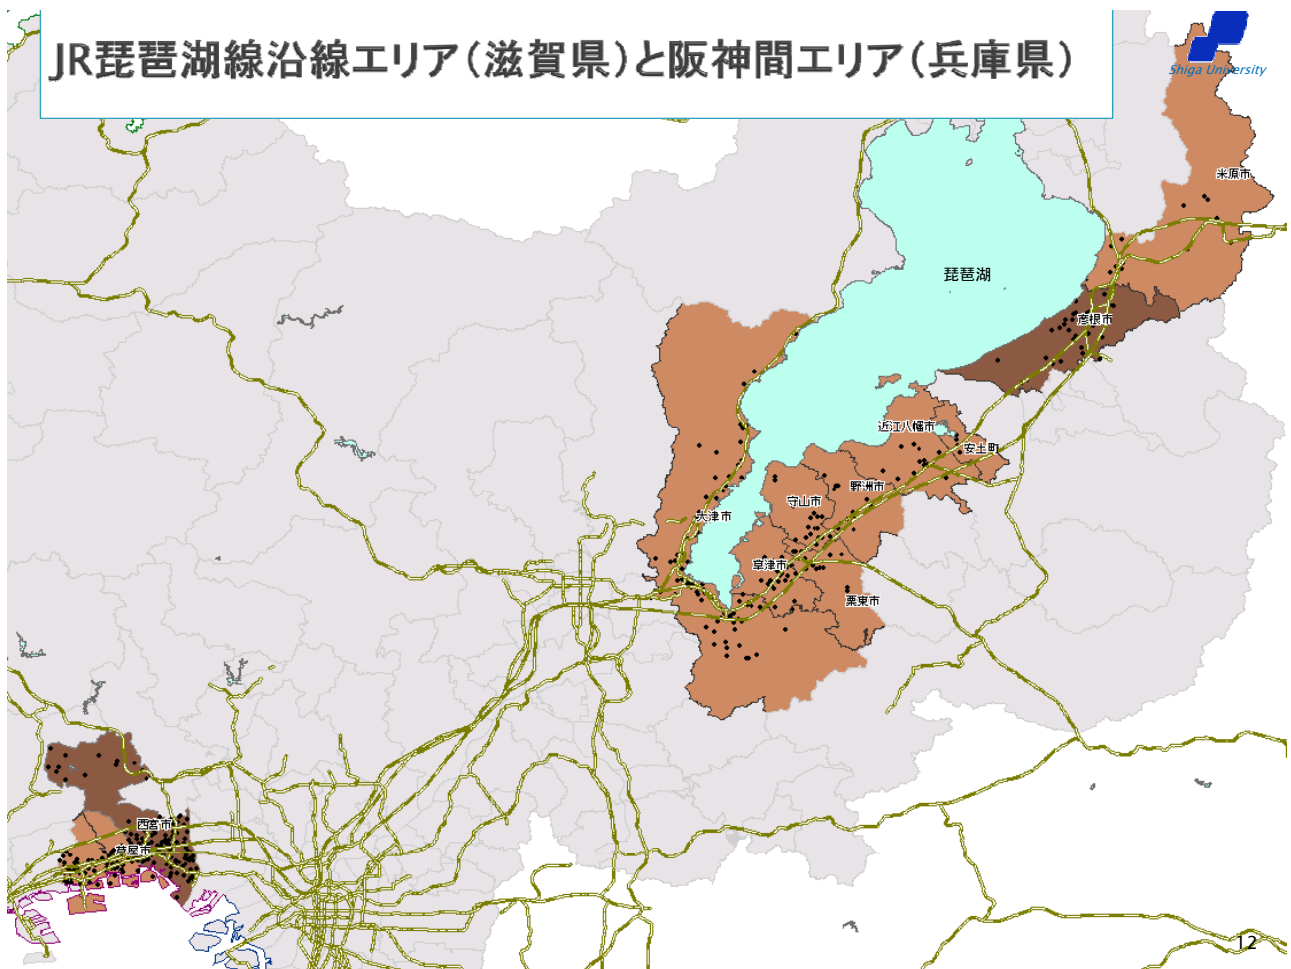 JR琵琶湖線沿線エリア（滋賀県）と阪神間エリア（兵庫県）
Shiga University
米原市
琵琶湖
彦根市
近江八幡市
安土町
野洲市
守山市
大津市
草津市
栗東市
西宮市
芦屋市
12